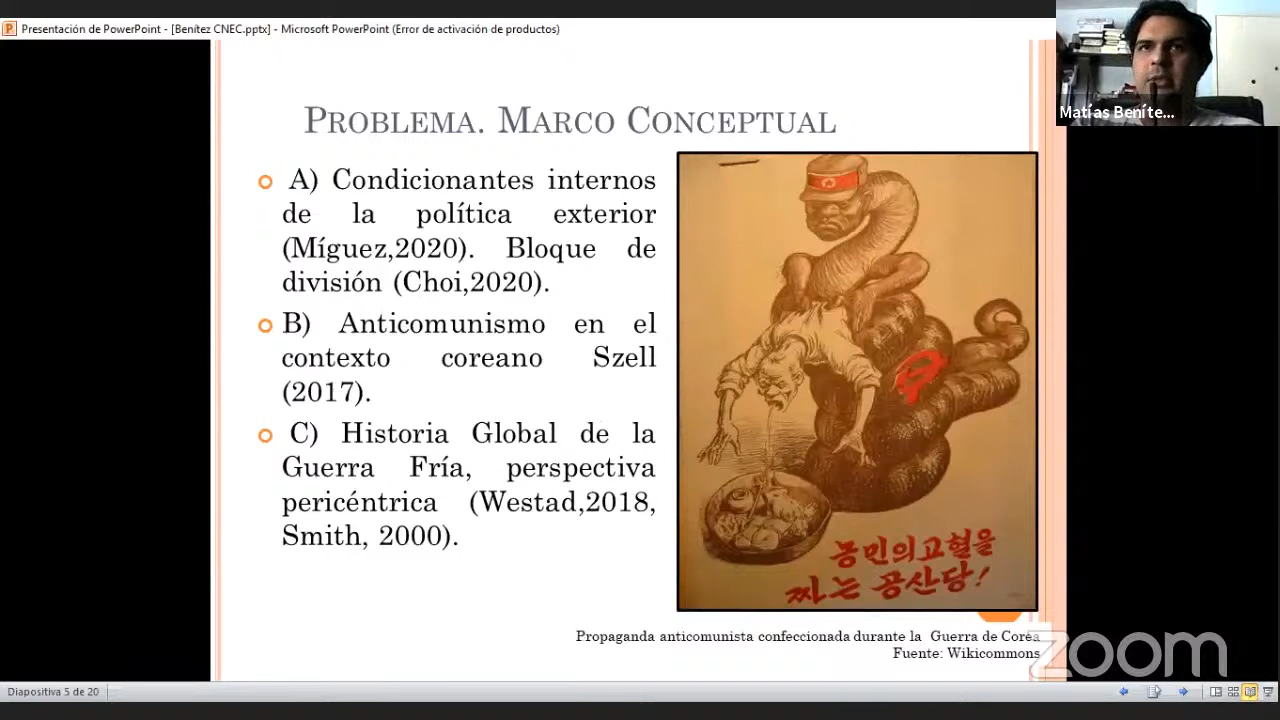 Presentación de PowerPoint - [Benítez CNEC.pptx] - Microsoft PowerPoint (Error de activación de productos)
Matías Beníte...
PROBLEMA. MARCO CONCEPTUAL
A) Condicionantes internos
de la política exterior
(Míguez,2020). Bloque de
división (Choi,2020).
B) Anticomunismo en el
contexto coreano Szell
(2017).
C) Historia Global de la
Guerra Fría, perspectiva
pericéntrica (Westad,2018,
Smith, 2000).
농민의 고혈을
짜는 공산당!
Propaganda anticomunista confeccionada durante la Guerra de Corea
Fuente: Wikicommons
zoom
Diapositiva 5 de 20